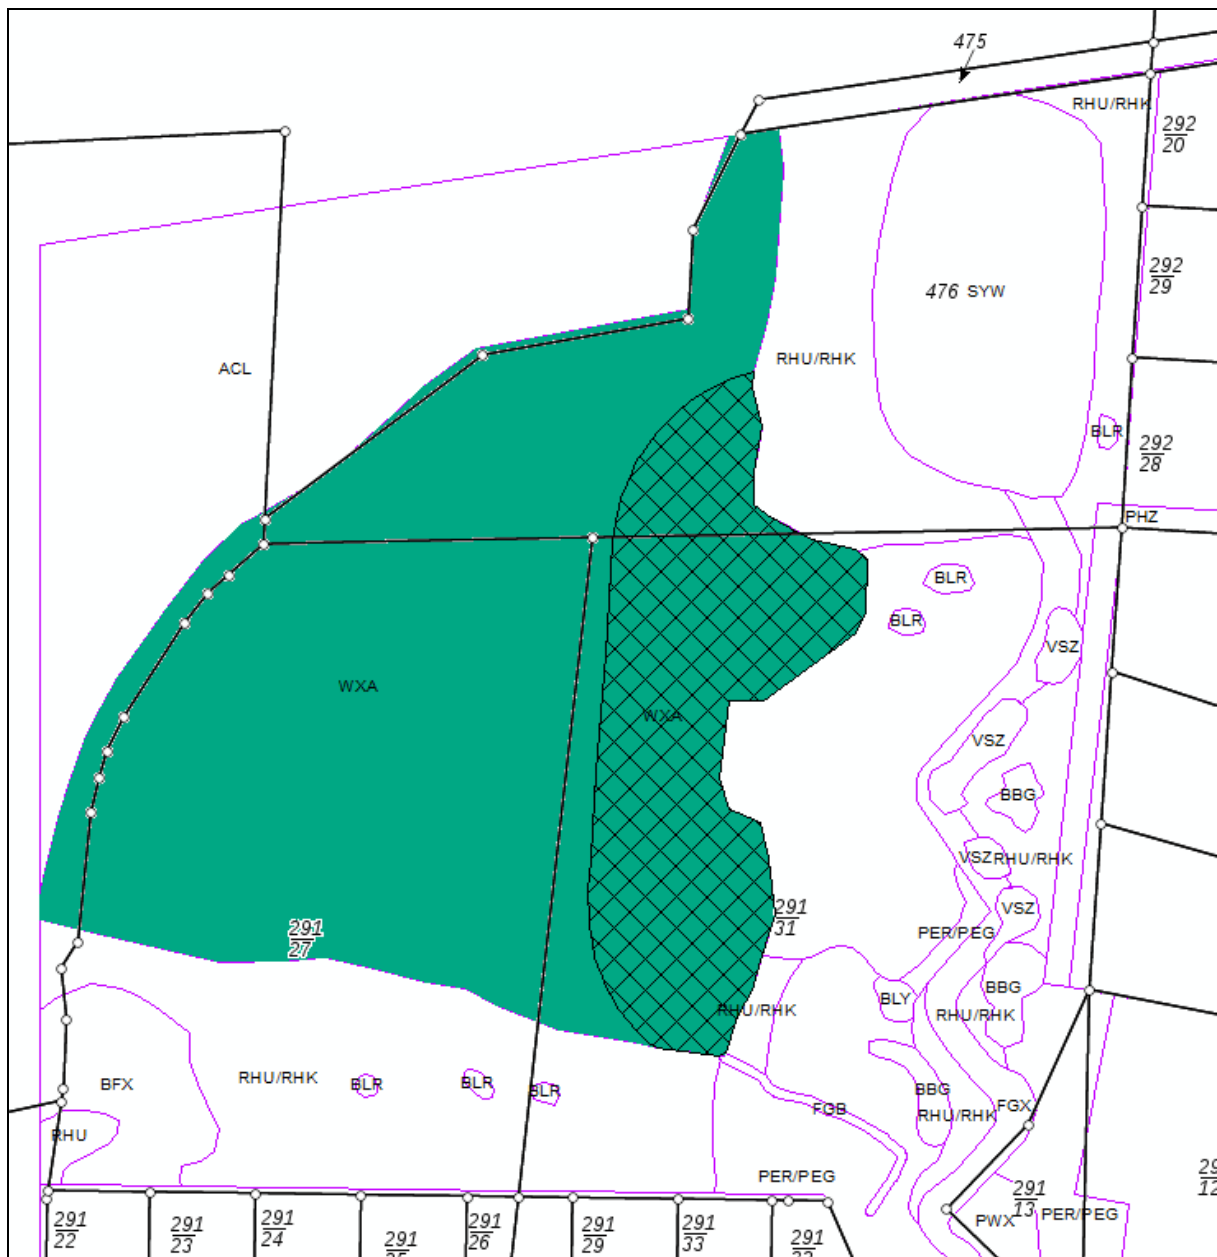 475
RHU/RHK
292
20
292
29
476 SYW
RHU/RHK
ACL
BLR
292
28
PHZ
BLR
BLR
VSZ
WXA
WXA
VSZ
BBG
VSZ RHU/RHK
VSZ
291
31
291
27
PER/PEG
BBG
BLY
RHU/RHK
RHU/RHK
RHU/RHK
BFX
BLR
BLR
BLR
BBG
FGX
FGB
RHU/RHK
RHU
PER/PEG
291
13
PWX
PER/PEG
12
291
22
291
23
291
24
291
291
26
291
29
291
33
291